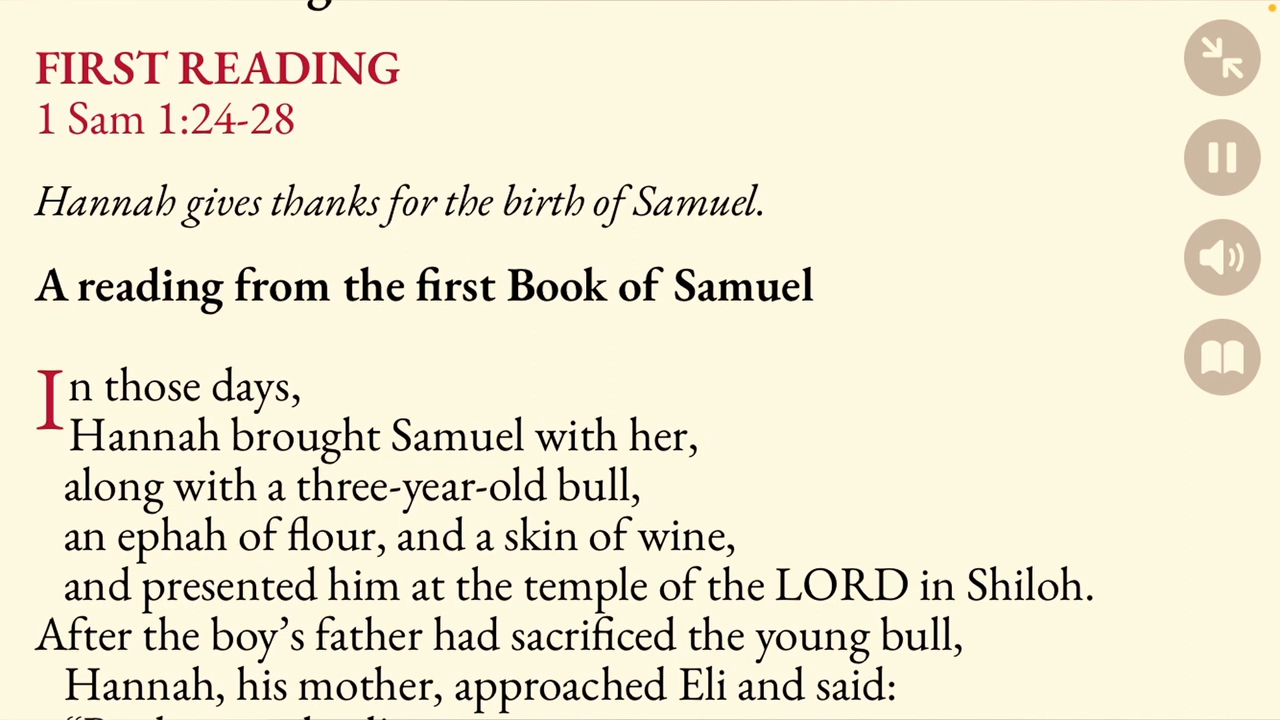 FIRST READING
1 Sam 1:24-28
Hannah gives thanks for the birth of Samuel.
A reading from the first Book of Samuel
In those days,
Hannah brought Samuel with her,
along with a three-year-old bull,
an ephah of flour, and a skin of wine,
and presented him at the temple of the LORD in Shiloh.
After the boy’s father had sacrificed the young bull,
Hannah, his mother, approached Eli and said: